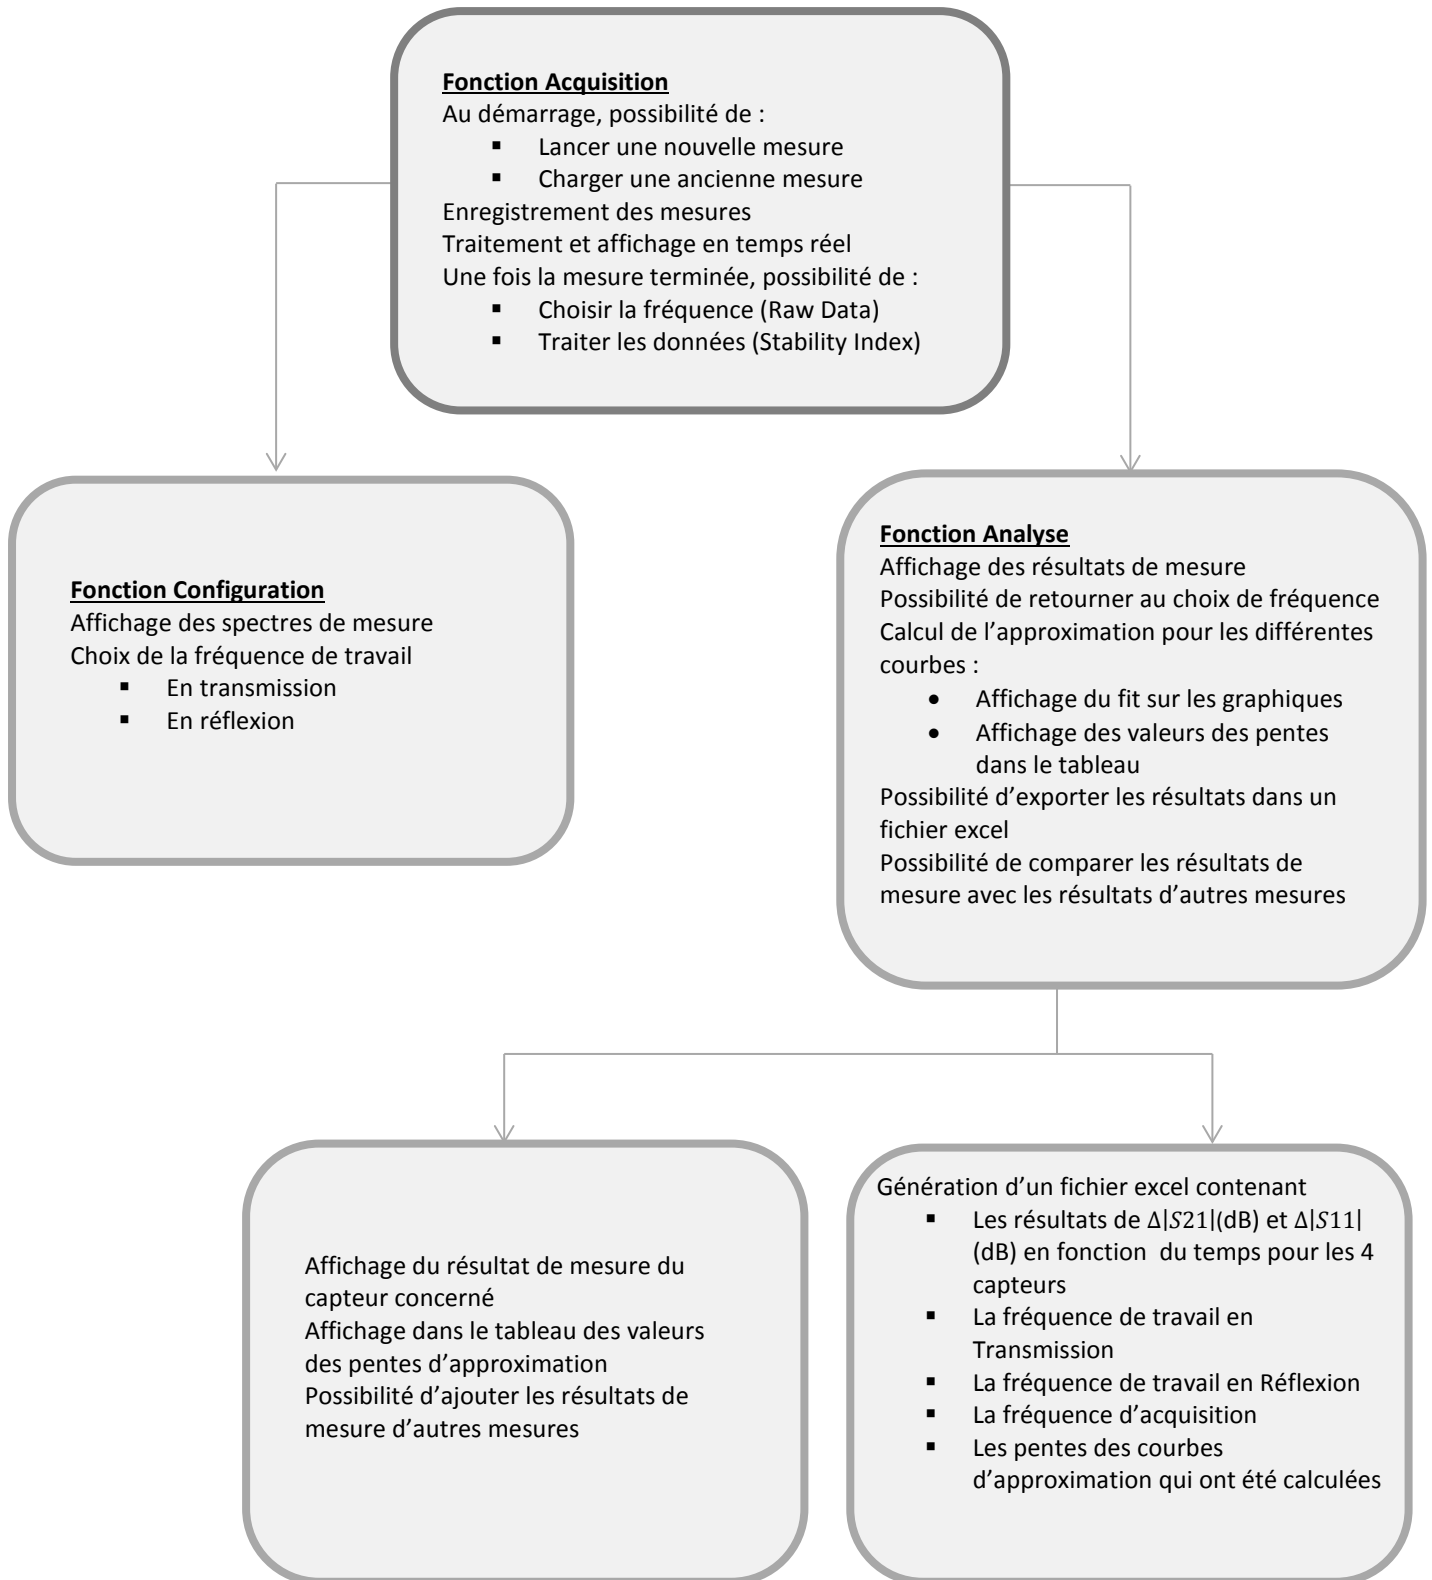 Fonction Acquisition
Au démarrage, possibilité de :
▪ Lancer une nouvelle mesure
▪ Charger une ancienne mesure
Enregistrement des mesures
Traitement et affichage en temps réel
Une fois la mesure terminée, possibilité de :
▪ Choisir la fréquence (Raw Data)
▪ Traiter les données (Stability Index)
Fonction Configuration
Affichage des spectres de mesure
Choix de la fréquence de travail
▪ En transmission
▪ En réflexion
Fonction Analyse
Affichage des résultats de mesure
Possibilité de retourner au choix de fréquence
Calcul de l’approximation pour les différentes
courbes :
• Affichage du fit sur les graphiques
• Affichage des valeurs des pentes
dans le tableau
Possibilité d’exporter les résultats dans un
fichier excel
Possibilité de comparer les résultats de
mesure avec les résultats d’autres mesures
Affichage du résultat de mesure du
capteur concerné
Affichage dans le tableau des valeurs
des pentes d’approximation
Possibilité d’ajouter les résultats de
mesure d’autres mesures
Génération d’un fichier excel contenant
▪ Les résultats de Δ|S21|(dB) et Δ|S11|
(dB) en fonction du temps pour les 4
capteurs
▪ La fréquence de travail en
Transmission
▪ La fréquence de travail en Réflexion
▪ La fréquence d’acquisition
▪ Les pentes des courbes
d’approximation qui ont été calculées